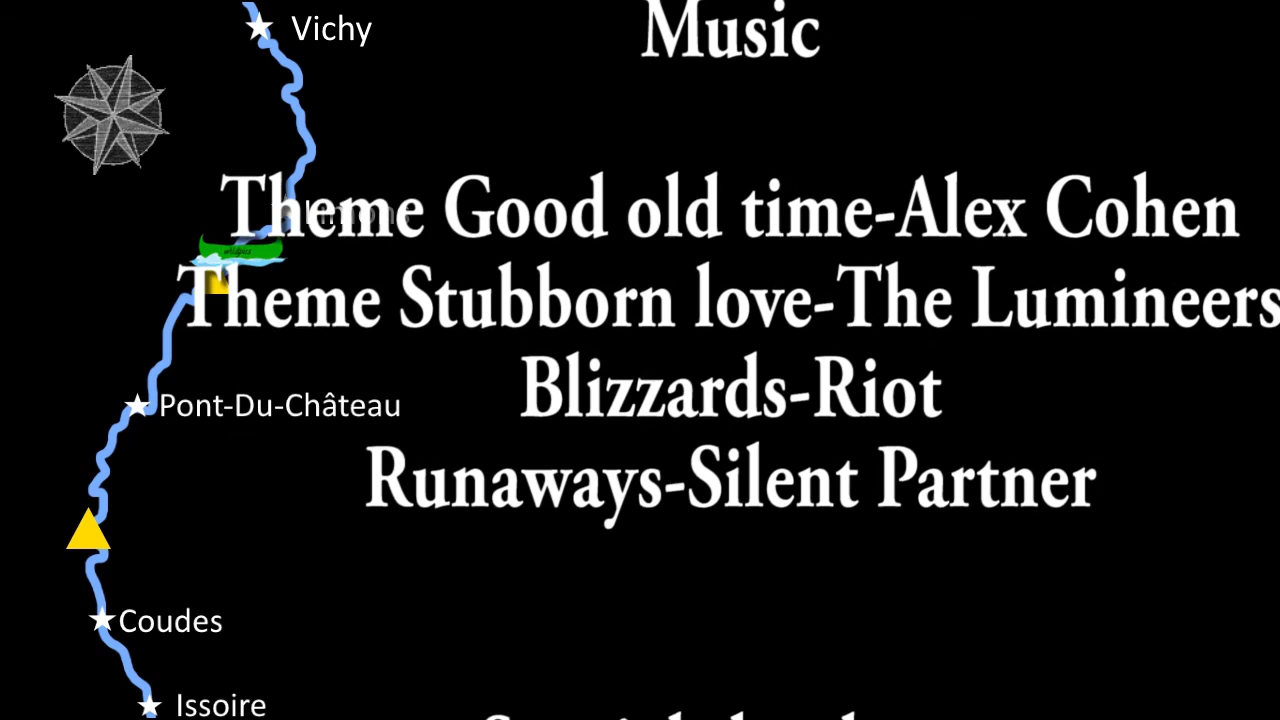 Vichy
Music
Theme Good old time-Alex Cohen
Theme Stubborn love-The Lumineers
Blizzards-Riot
Pont-Du-Château
Runaways-Silent Partner
Coudes
Issoire